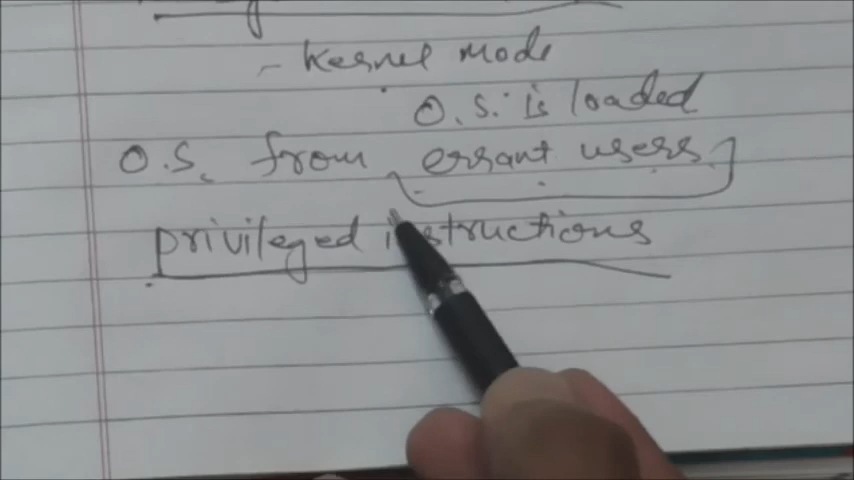 - Kernel mode
O.S. is loaded
O.S. from errant users
privileged instructions